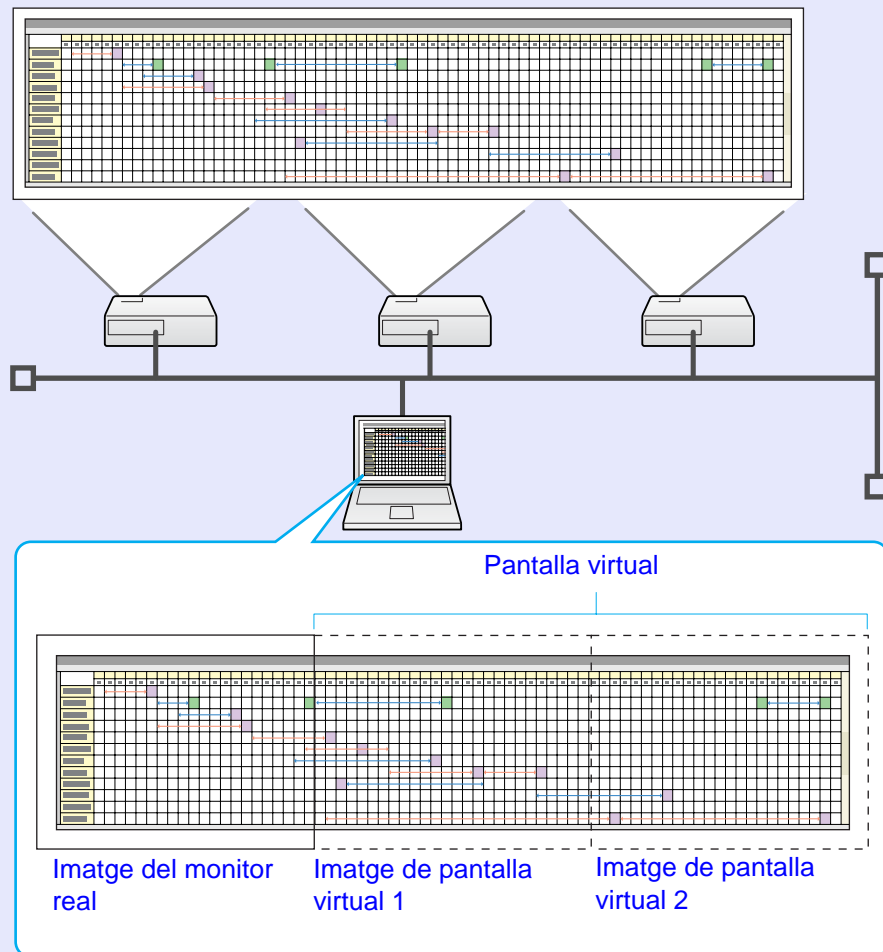 Pantalla virtual
Imatge del monitor
real
Imatge de pantalla
virtual 1
Imatge de pantalla
virtual 2